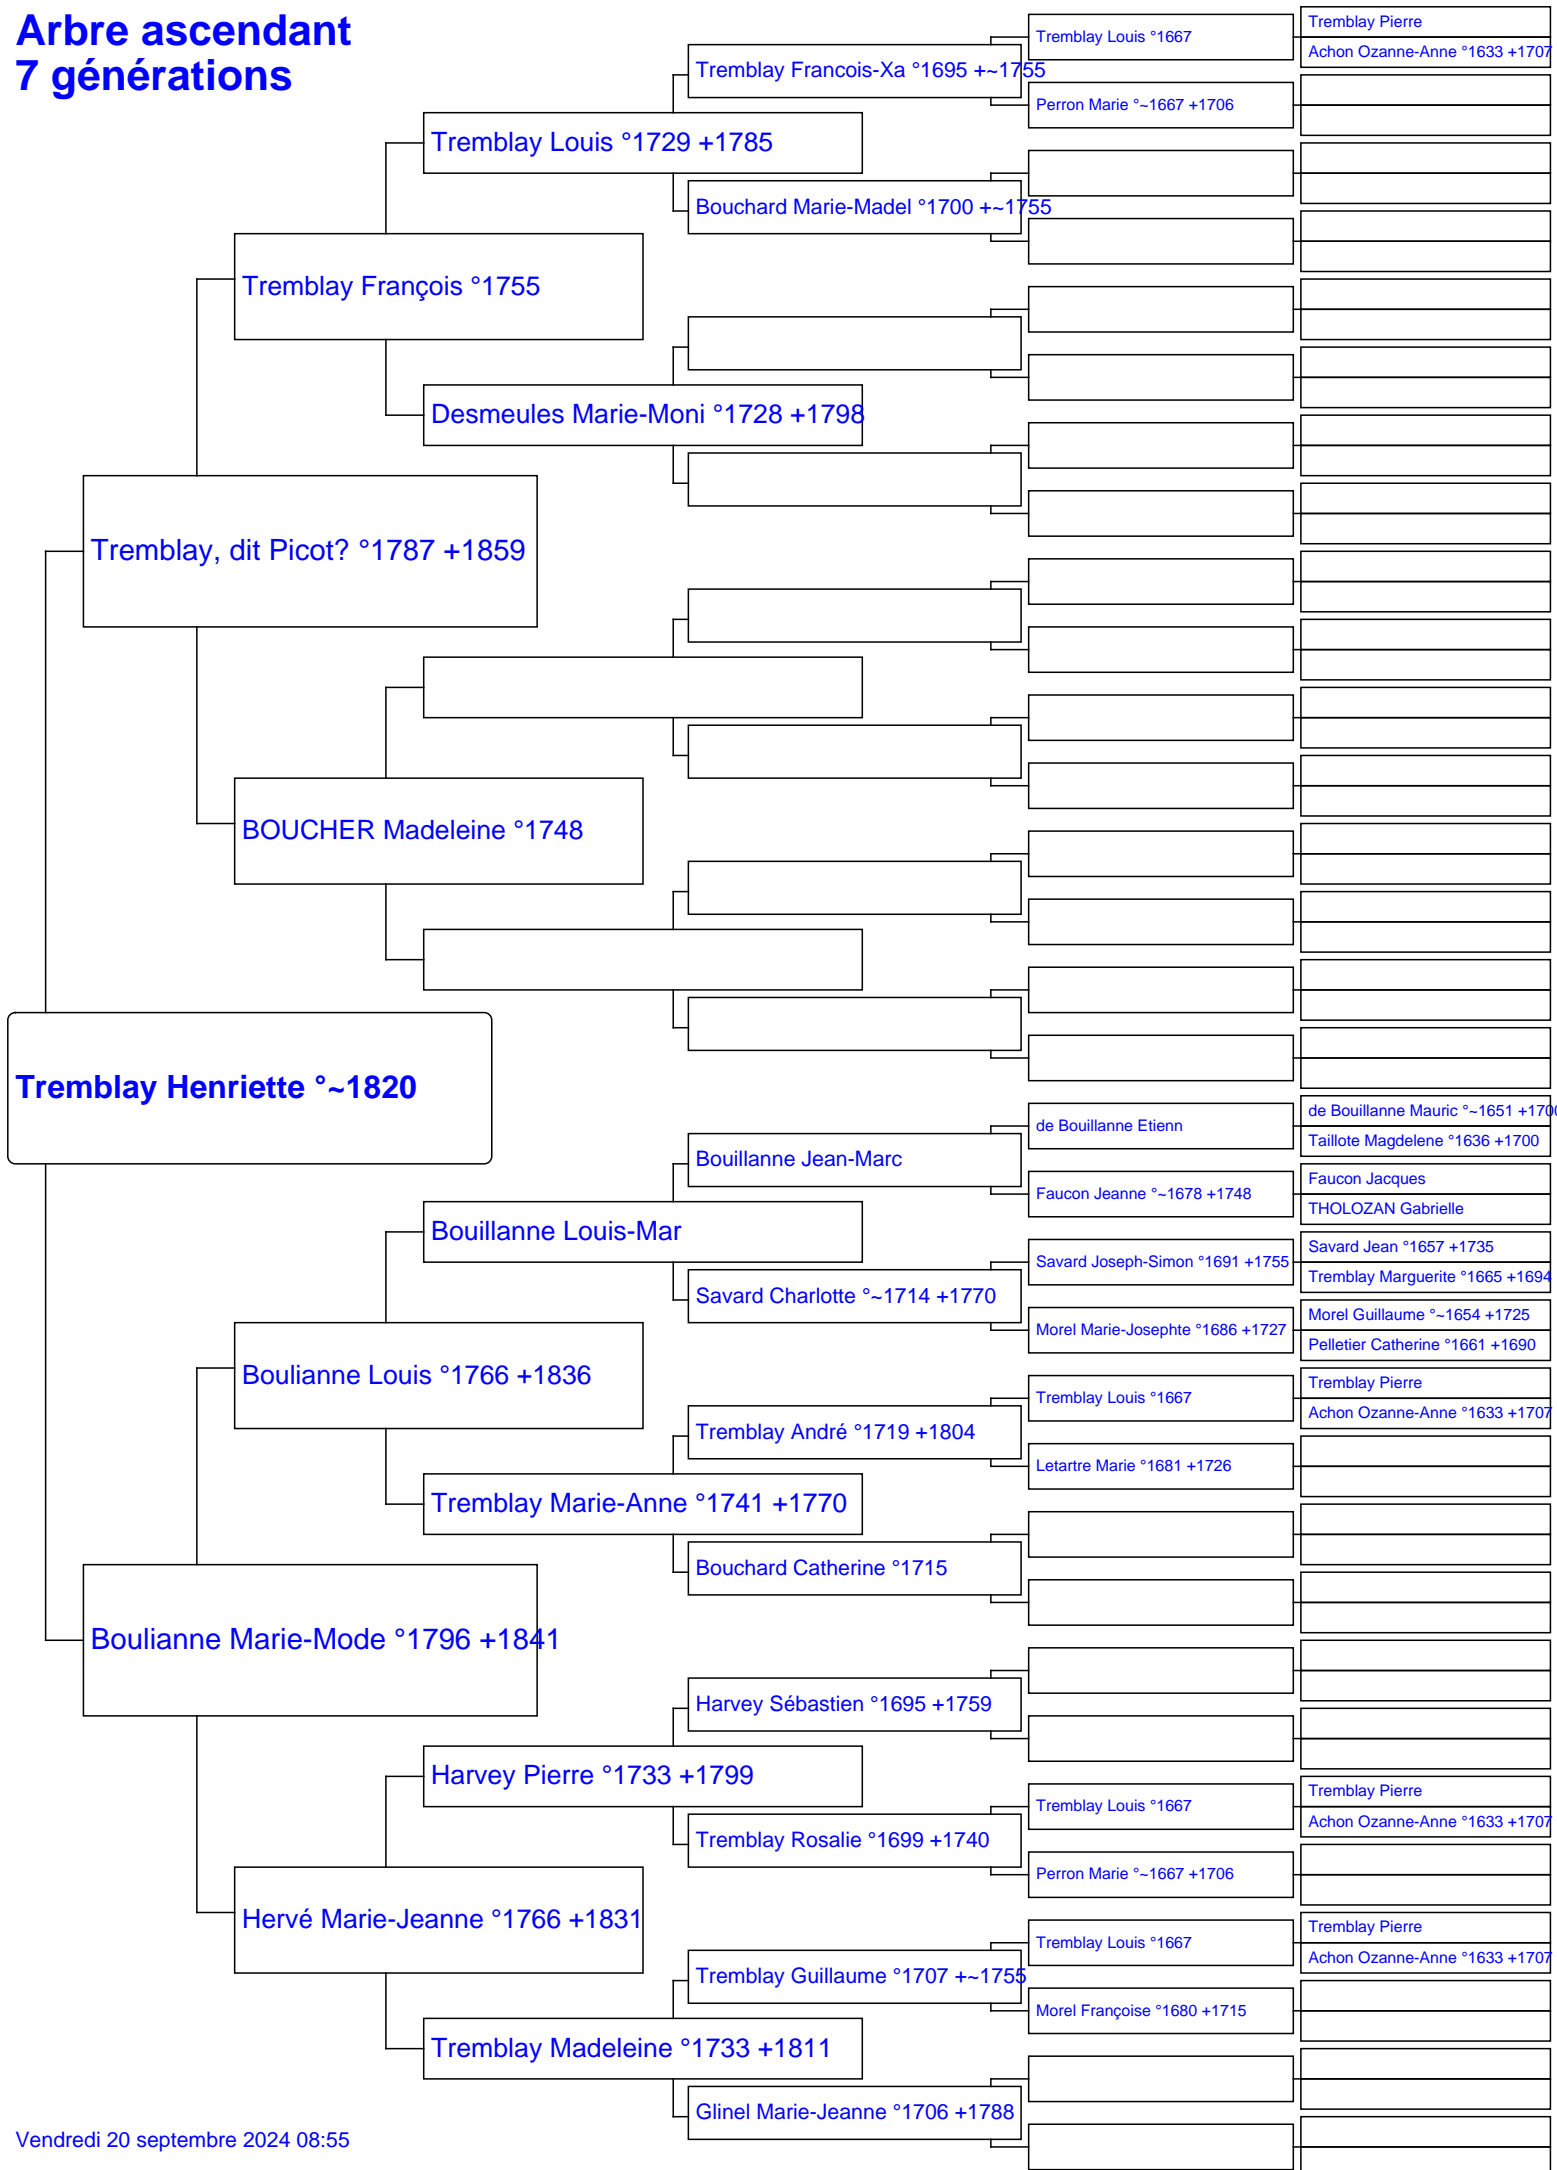 Arbre ascendant
7 générations
Tremblay Henriette °~1820
Tremblay, dit Picot? °1787 +1859
Boulianne Marie-Mode °1796 +1841
Tremblay François °1755
BOUCHER Madeleine °1748
Boulianne Louis °1766 +1836
Hervé Marie-Jeanne °1766 +1831
Tremblay Louis °1729 +1785
Desmeules Marie-Moni °1728 +1798
Bouillanne Louis-Mar
Tremblay Marie-Anne °1741 +1770
Harvey Pierre °1733 +1799
Tremblay Madeleine °1733 +1811
Tremblay Francois-Xa °1695 +~1755
Bouchard Marie-Madel °1700 +~1755
Bouillanne Jean-Marc
Savard Charlotte °~1714 +1770
Tremblay André °1719 +1804
Bouchard Catherine °1715
Harvey Sébastien °1695 +1759
Tremblay Rosalie °1699 +1740
Tremblay Guillaume °1707 +~1755
Glinel Marie-Jeanne °1706 +1788
Tremblay Louis °1667
Perron Marie °~1667 +1706
de Bouillanne Etienn
Faucon Jeanne °~1678 +1748
Savard Joseph-Simon °1691 +1755
Morel Marie-Josephte °1686 +1727
Tremblay Louis °1667
Letartre Marie °1681 +1726
Tremblay Louis °1667
Perron Marie °~1667 +1706
Tremblay Louis °1667
Morel Françoise °1680 +1715
Tremblay Pierre
Achon Ozanne-Anne °1633 +1707
de Bouillanne Mauric °~1651 +1700
Taillote Magdelene °1636 +1700
Faucon Jacques
THOLOZAN Gabrielle
Savard Jean °1657 +1735
Tremblay Marguerite °1665 +1694
Morel Guillaume °~1654 +1725
Pelletier Catherine °1661 +1690
Tremblay Pierre
Achon Ozanne-Anne °1633 +1707
Tremblay Pierre
Achon Ozanne-Anne °1633 +1707
Tremblay Pierre
Achon Ozanne-Anne °1633 +1707
Vendredi 20 septembre 2024 08:55